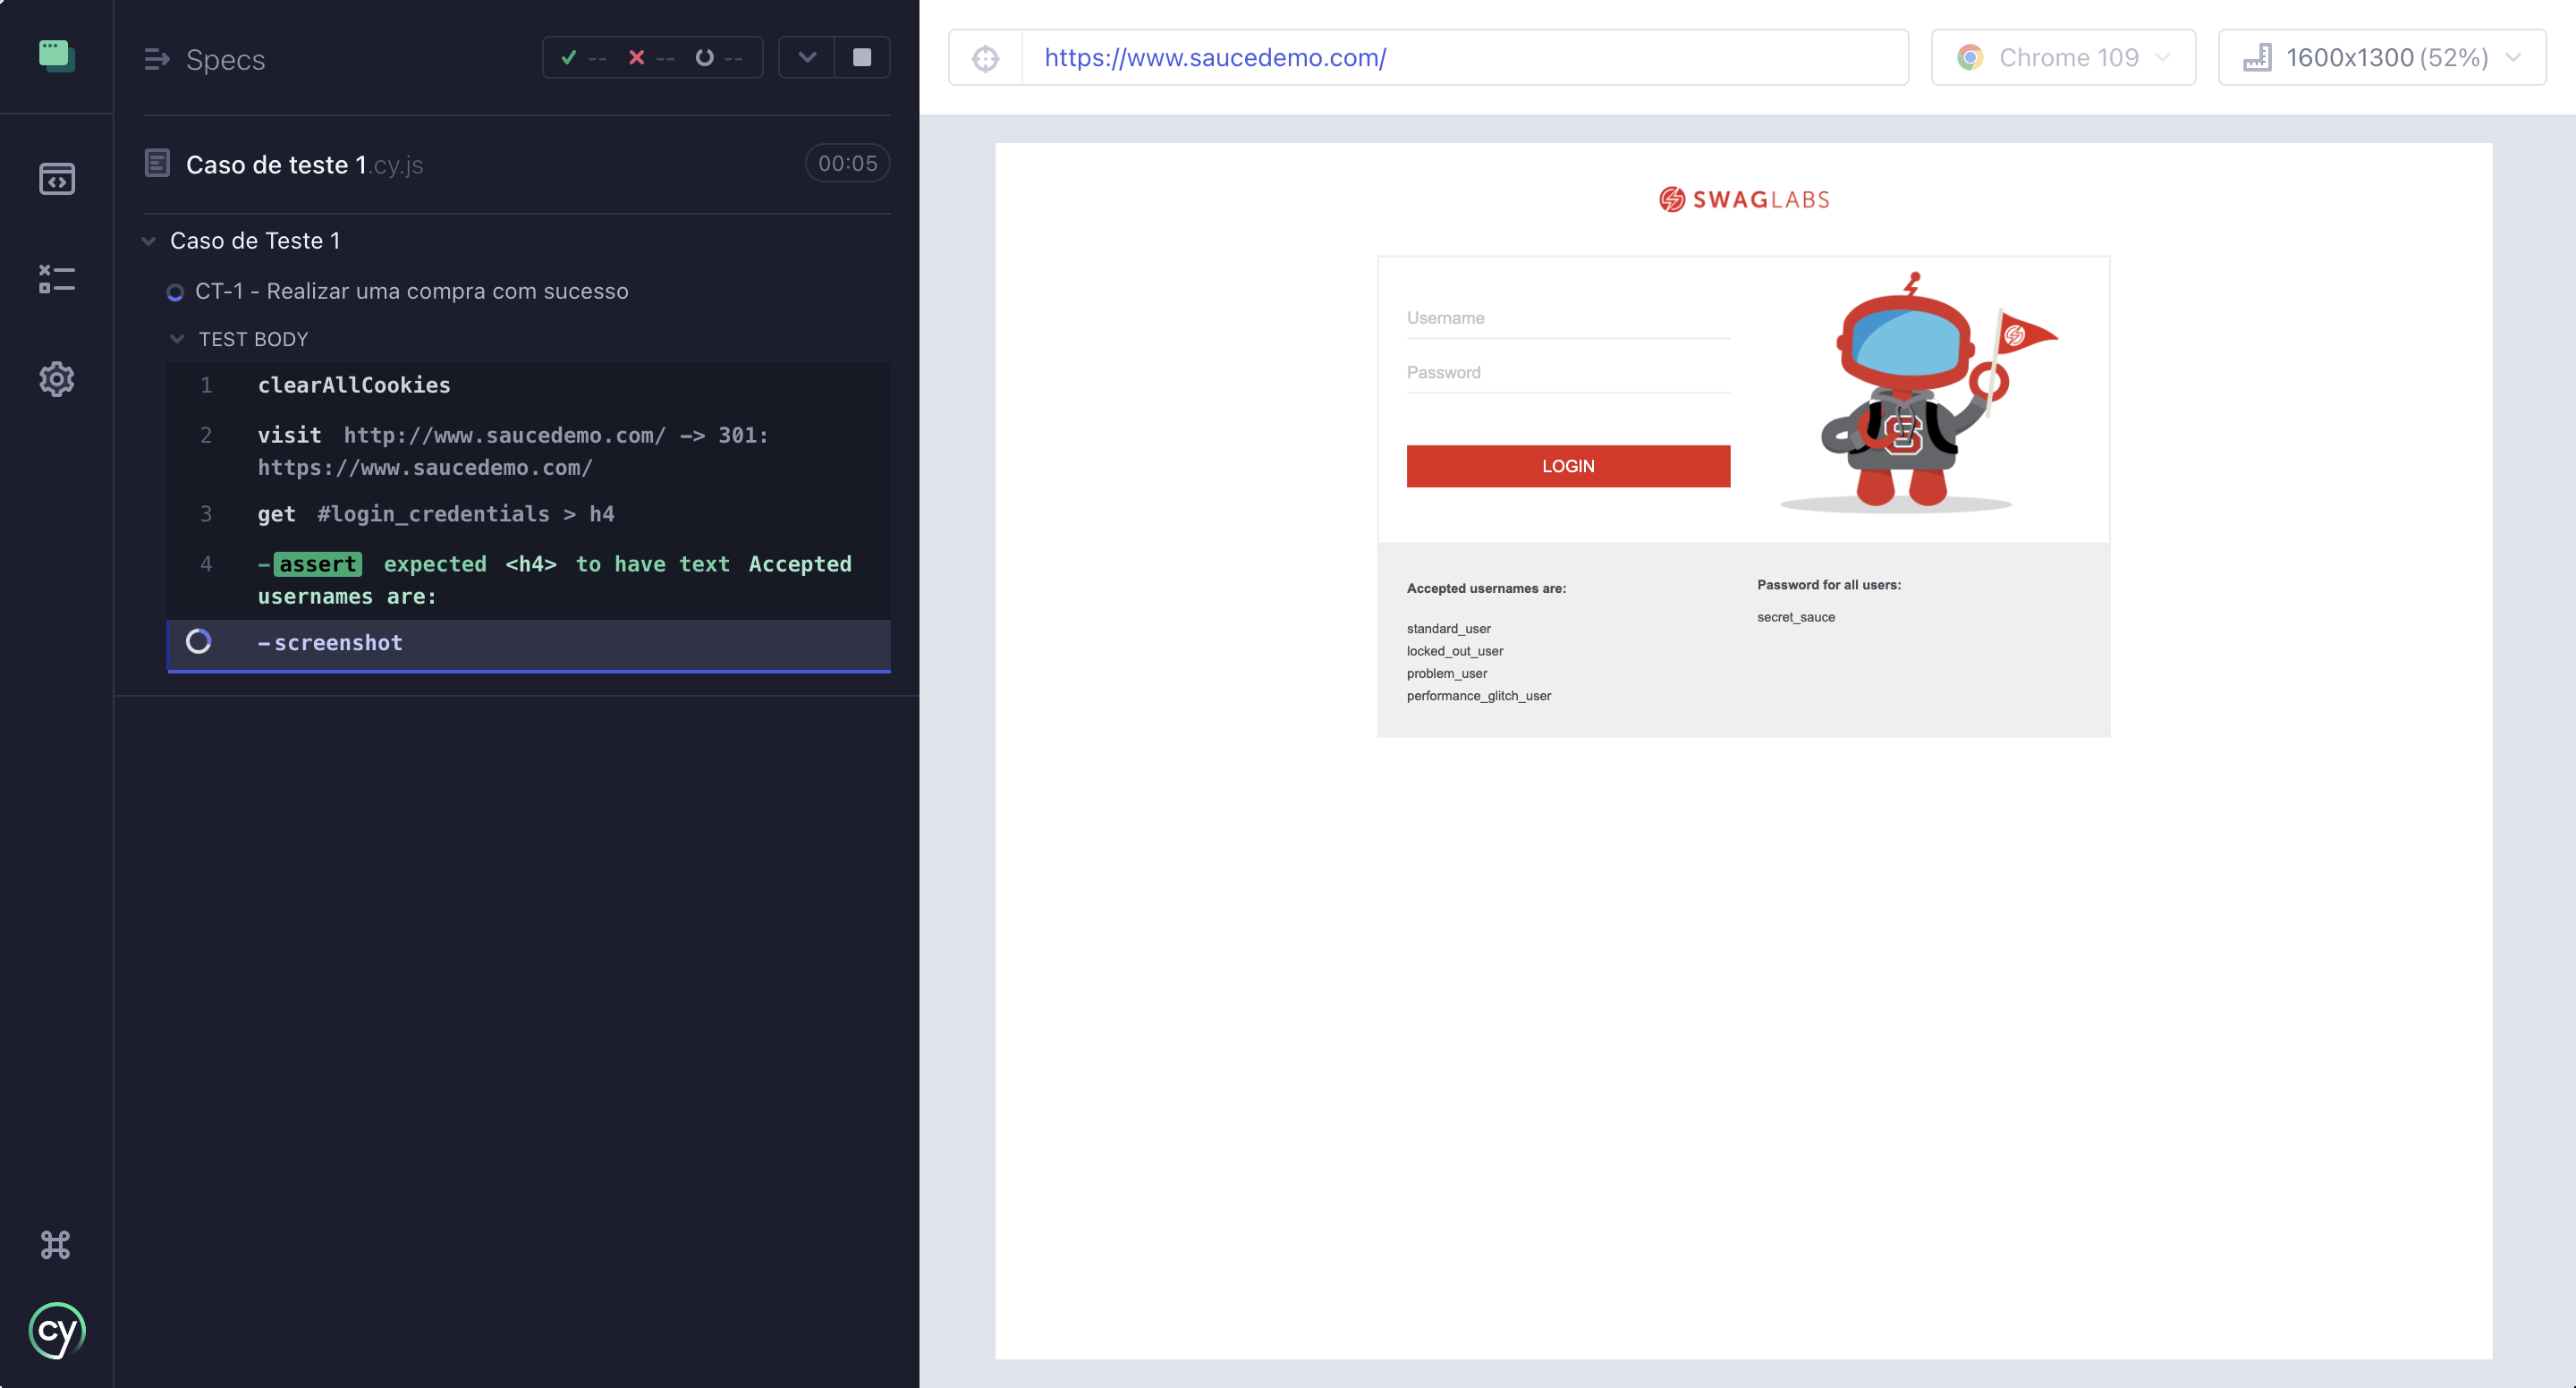 Specs
-- -- --
Caso de teste 1.cy.js
00:05
Caso de Teste 1
CT-1 - Realizar uma compra com sucesso
TEST BODY
1 clearAllCookies
2 visit http://www.saucedemo.com/ -> 301:
https://www.saucedemo.com/
3 get #login_credentials > h4
4 -assert expected <h4> to have text Accepted
usernames are:
-screenshot
cy
https://www.saucedemo.com/
Chrome 109
1600x1300 (52%)
SWAGLABS
Username
Password
LOGIN
Accepted usernames are:
standard_user
locked_out_user
problem_user
performance_glitch_user
Password for all users:
secret_sauce